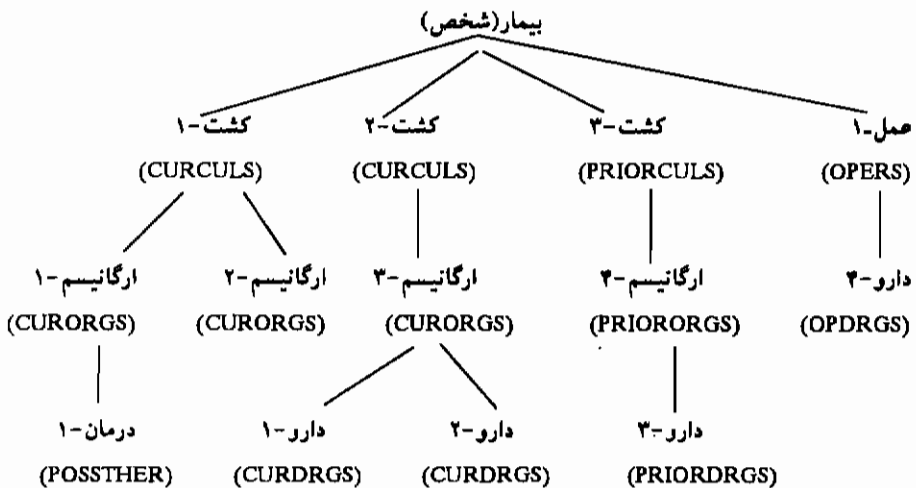 بیمار(شخص)
کشت-۱ کشت-۲ کشت-۳ عمل-۱
(CURCULS) (CURCULS) (PRIORCULS) (OPERS)
ارگانیسم-۱ ارگانیسم-۲ ارگانیسم-۳ ارگانیسم-۴ دارو-۴
(CURORGS) (CURORGS) (CURORGS) (PRIORORGS) (OPDRGS)
درمان-۱ دارو-۱ دارو-۲ دارو-۳
(POSSTHER) (CURDRGS) (CURDRGS) (PRIORDRGS)